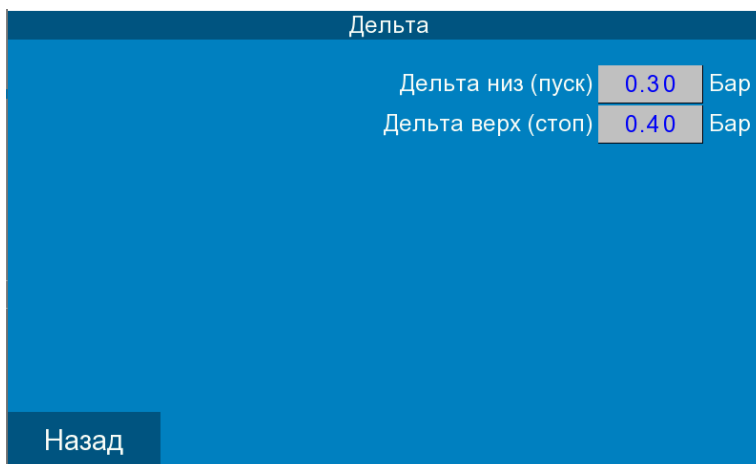 Дельта
Дельта низ (пуск) 0.30 Бар
Дельта верх (стоп) 0.40 Бар
Назад